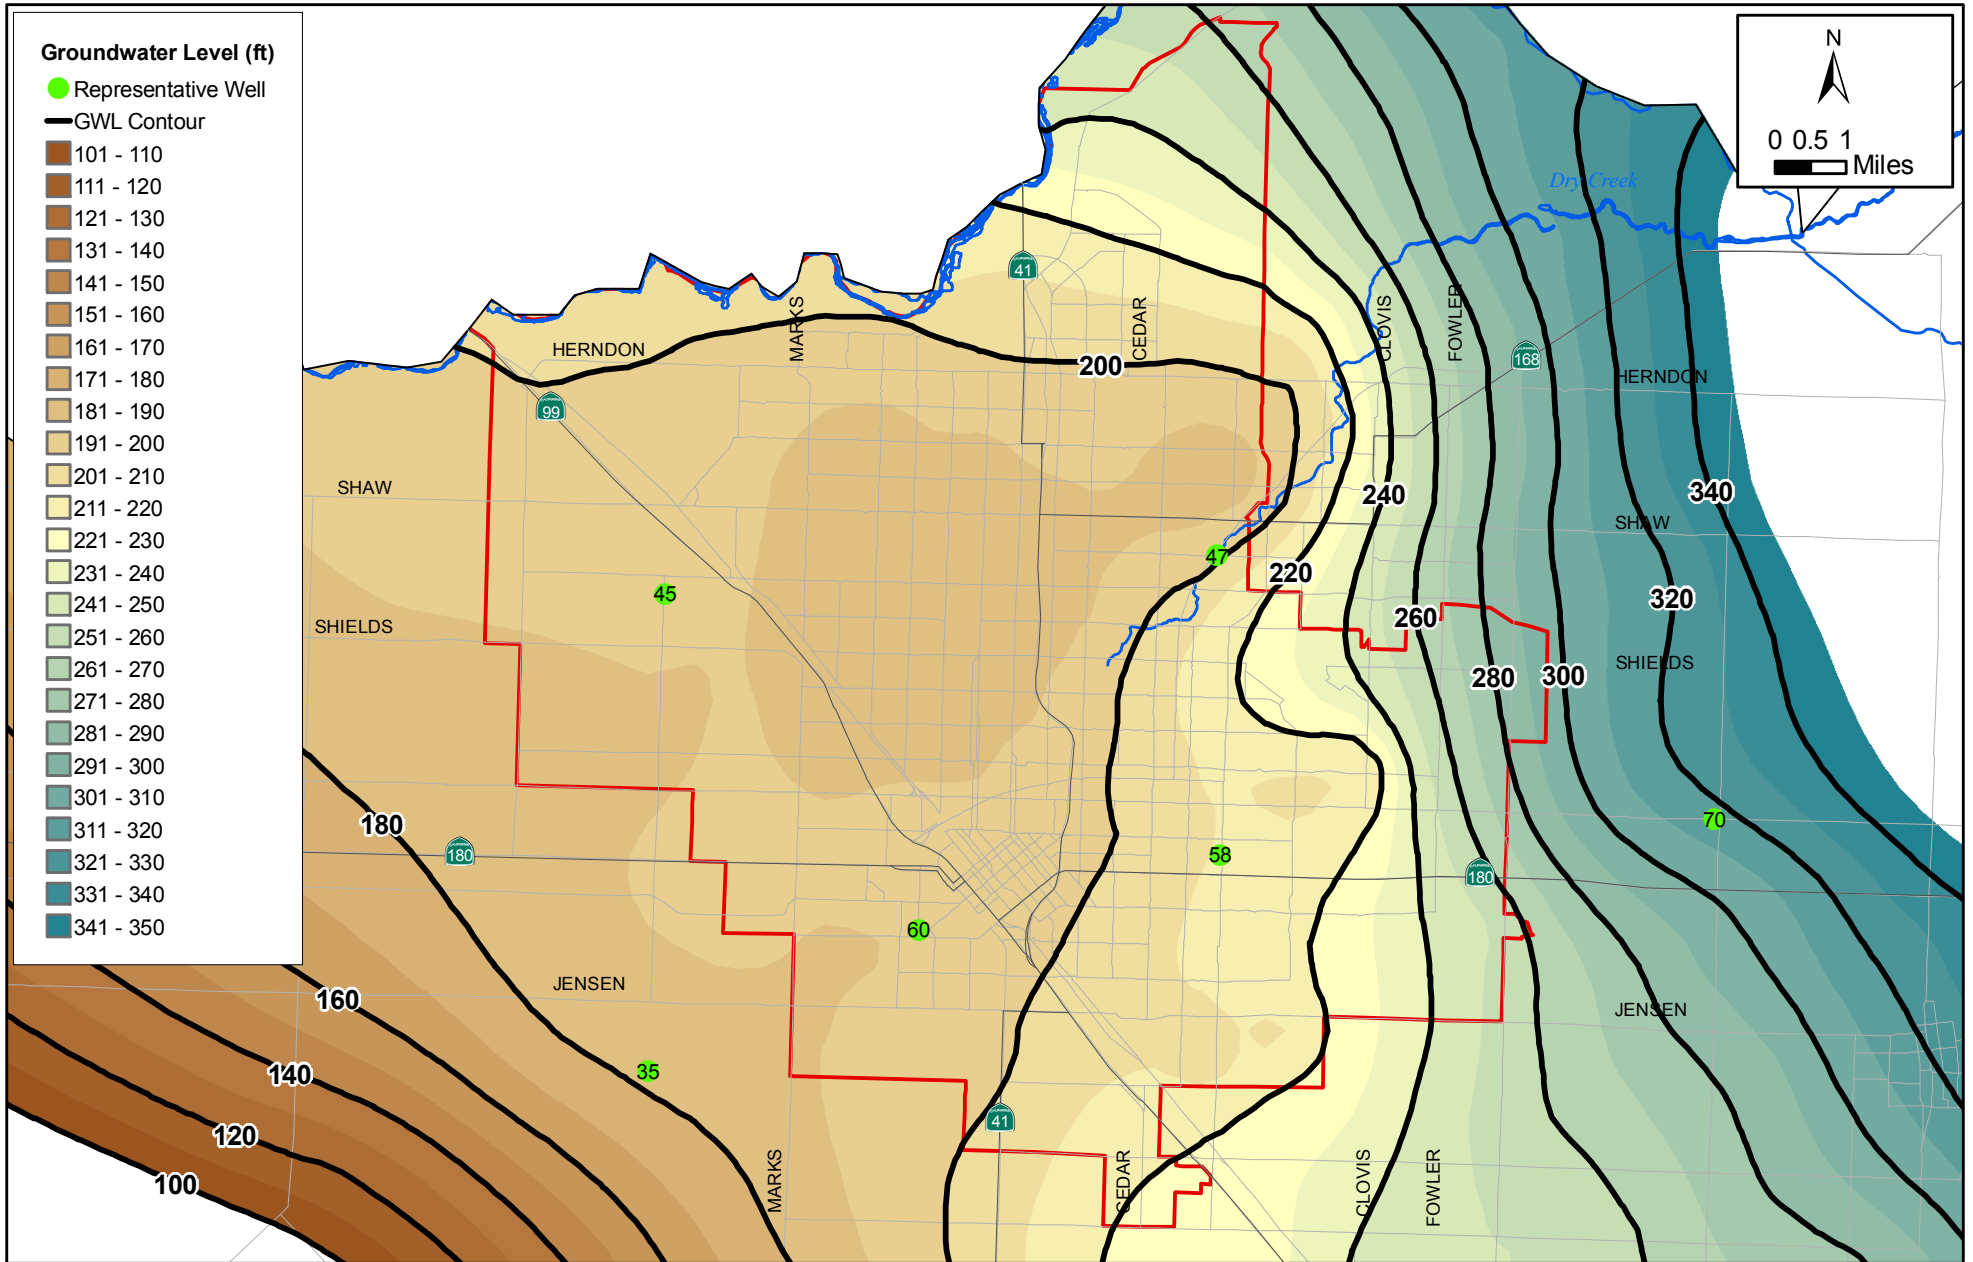 Groundwater Level (ft)
Representative Well
GWL Contour
101 - 110
111 - 120
121 - 130
131 - 140
141 - 150
151 - 160
161 - 170
171 - 180
181 - 190
191 - 200
201 - 210
211 - 220
221 - 230
231 - 240
241 - 250
251 - 260
261 - 270
271 - 280
281 - 290
291 - 300
301 - 310
311 - 320
321 - 330
331 - 340
341 - 350
N
0 0.5 1
Miles
Dry Creek
41
MARKS
CEDAR
CLOVIS
FOWLER
HERNDON
200
168
HERNDON
99
SHAW
240
340
SHAW
47
220
45
320
260
SHIELDS
SHIELDS
280
300
180
70
180
58
180
60
JENSEN
160
JENSEN
140
35
41
120
MARKS
CEDAR
CLOVIS
FOWLER
100